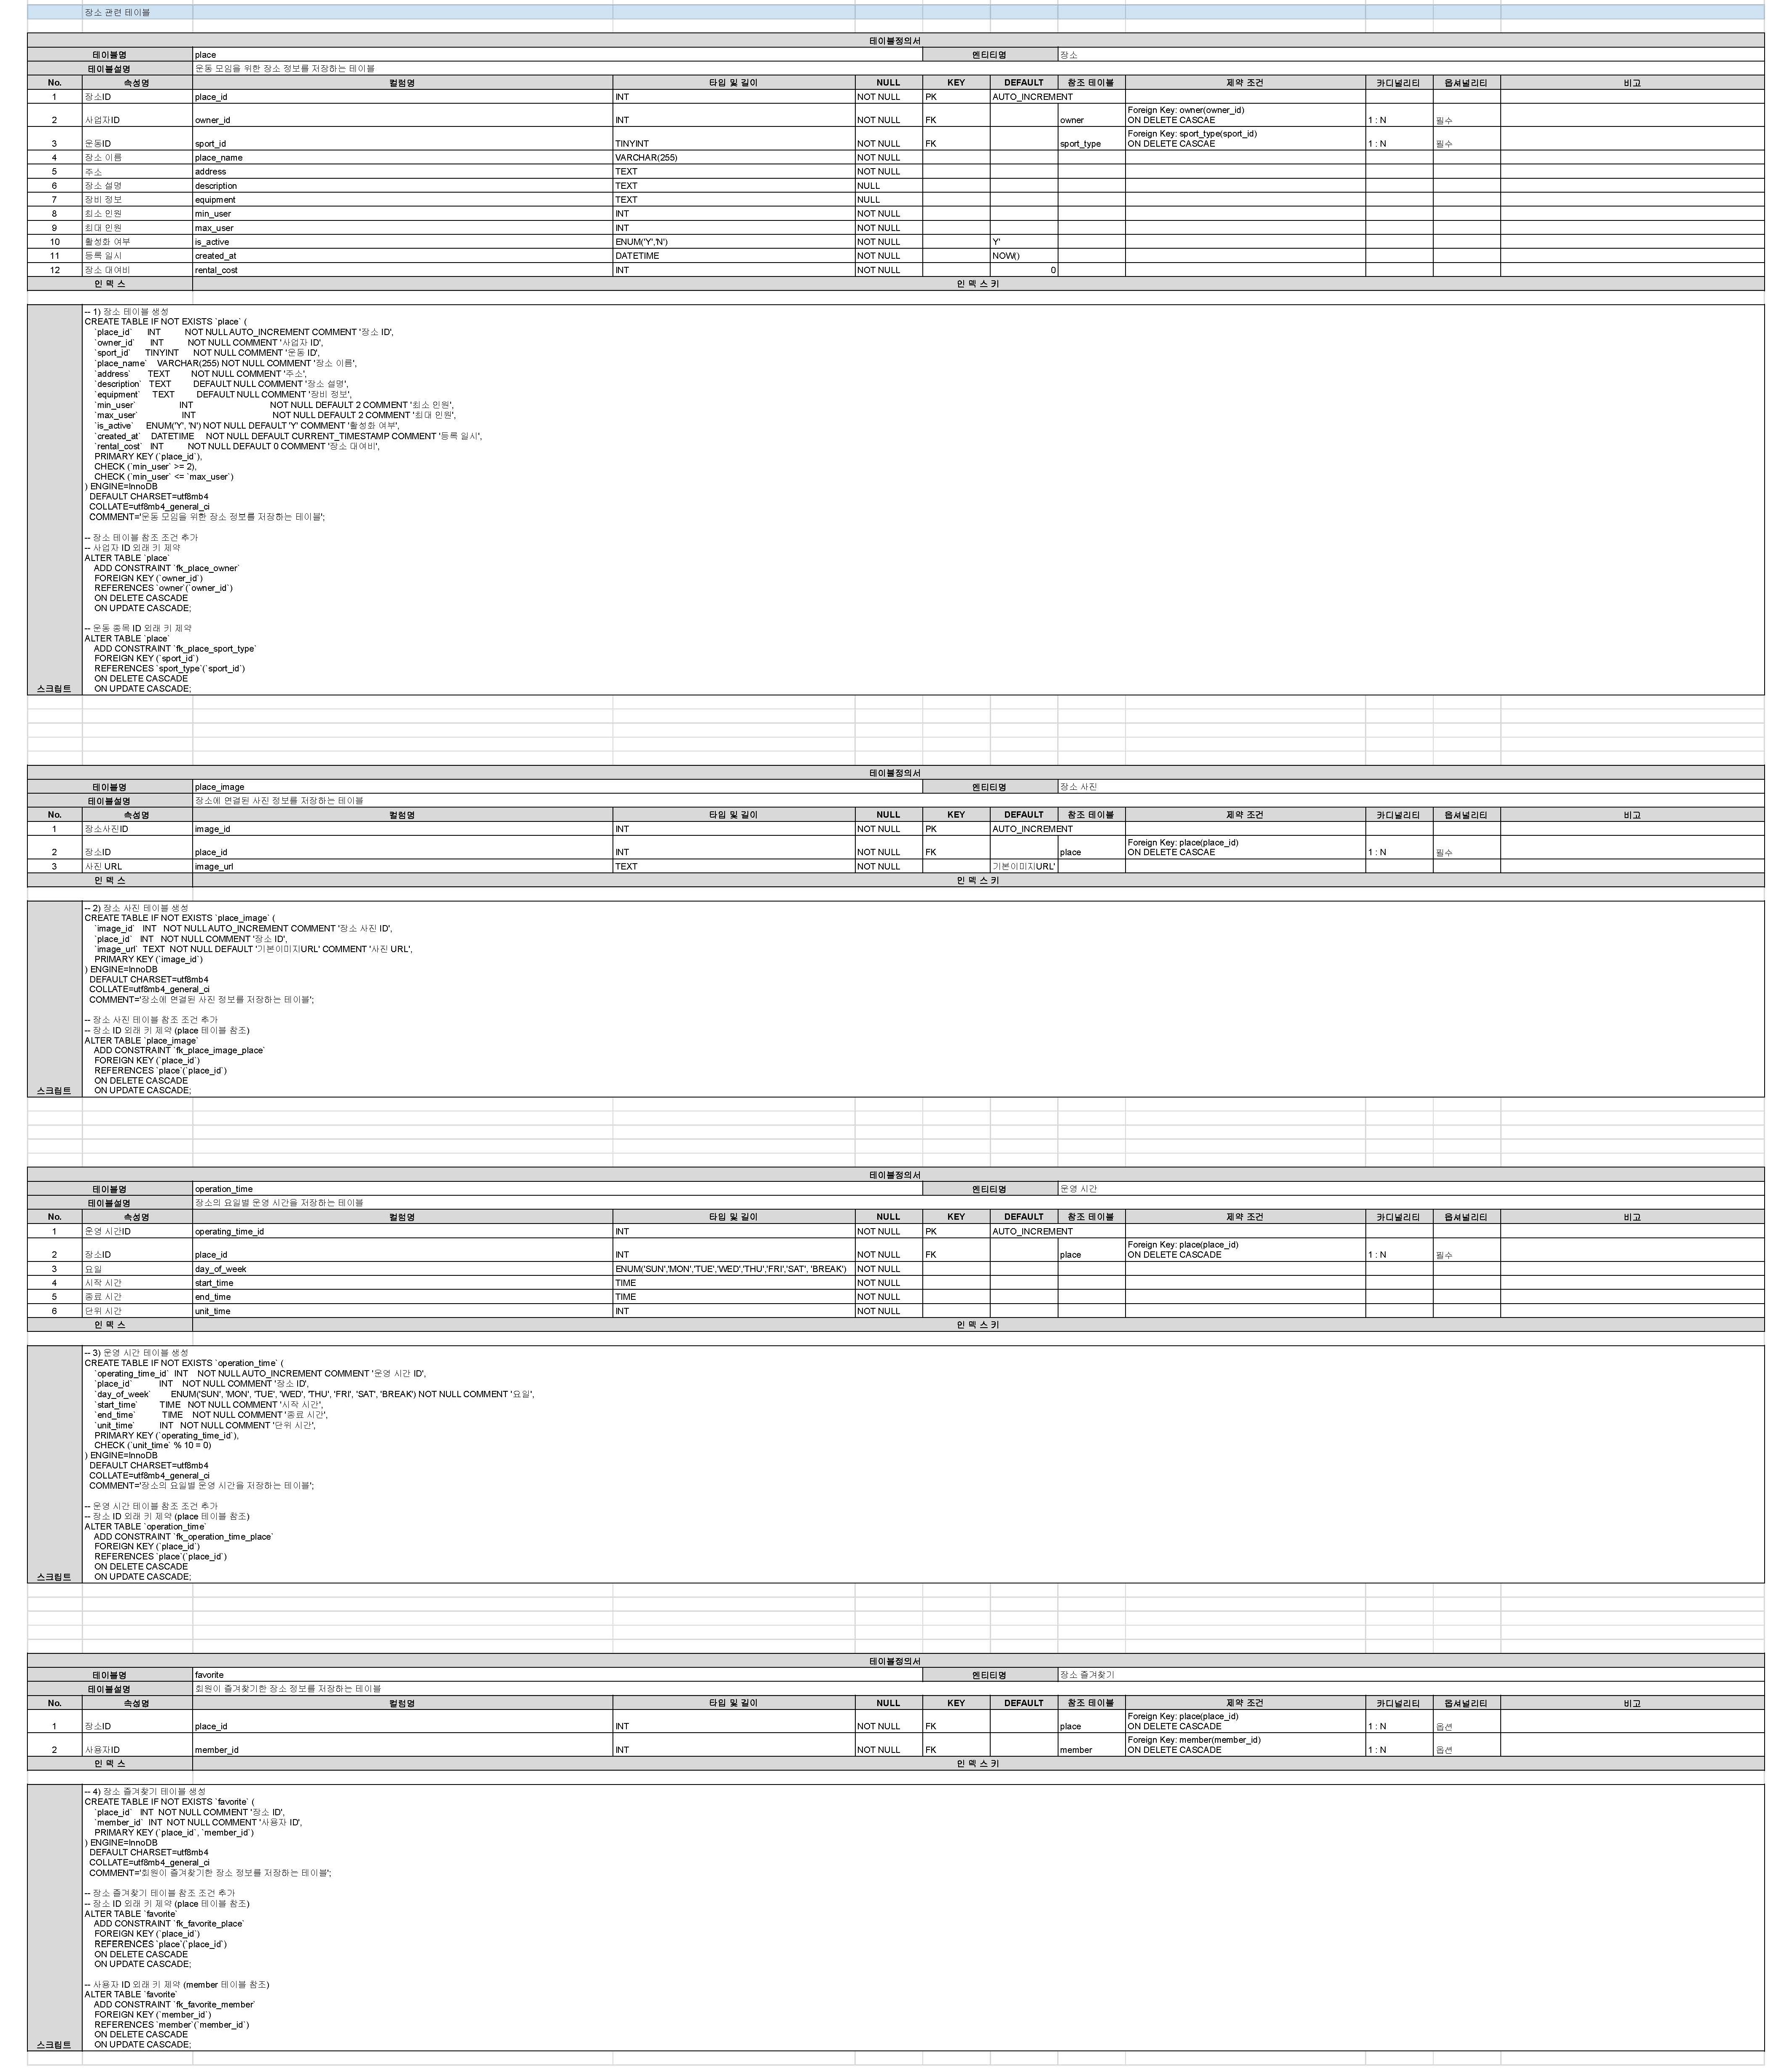 장소 관련 테이블
테이블정의서
테이블명 place 엔티티명 장소
테이블설명 운동 모임을 위한 장소 정보를 저장하는 테이블
No. 속성명 컬럼명 타입 및 길이 NULL KEY DEFAULT 참조 테이블 제약 조건 카디널리티 옵셔널리티 비고
1 장소ID place_id INT NOT NULL PK AUTO_INCREMENT
2 사업자ID owner_id INT NOT NULL FK owner Foreign Key: owner(owner_id) ON DELETE CASCAE 1 : N 필수
3 운동ID sport_id TINYINT NOT NULL FK sport_type Foreign Key: sport_type(sport_id) ON DELETE CASCAE 1 : N 필수
4 장소 이름 place_name VARCHAR(255) NOT NULL
5 주소 address TEXT NOT NULL
6 장소 설명 description TEXT NULL
7 장비 정보 equipment TEXT NULL
8 최소 인원 min_user INT NOT NULL
9 최대 인원 max_user INT NOT NULL
10 활성화 여부 is_active ENUM('Y','N') NOT NULL Y'
11 등록 일시 created_at DATETIME NOT NULL NOW()
12 장소 대여비 rental_cost INT NOT NULL 0
인 덱 스 인 덱 스 키
-- 1) 장소 테이블 생성
CREATE TABLE IF NOT EXISTS `place` (
`place_id` INT NOT NULL AUTO_INCREMENT COMMENT '장소 ID',
`owner_id` INT NOT NULL COMMENT '사업자 ID',
`sport_id` TINYINT NOT NULL COMMENT '운동 ID',
`place_name` VARCHAR(255) NOT NULL COMMENT '장소 이름',
`address` TEXT NOT NULL COMMENT '주소',
`description` TEXT DEFAULT NULL COMMENT '장소 설명',
`equipment` TEXT DEFAULT NULL COMMENT '장비 정보',
`min_user` INT NOT NULL DEFAULT 2 COMMENT '최소 인원',
`max_user` INT NOT NULL DEFAULT 2 COMMENT '최대 인원',
`is_active` ENUM('Y', 'N') NOT NULL DEFAULT 'Y' COMMENT '활성화 여부',
`created_at` DATETIME NOT NULL DEFAULT CURRENT_TIMESTAMP COMMENT '등록 일시',
`rental_cost` INT NOT NULL DEFAULT 0 COMMENT '장소 대여비',
PRIMARY KEY (`place_id`),
CHECK (`min_user` >= 2),
CHECK (`min_user` <= `max_user`)
) ENGINE=InnoDB
DEFAULT CHARSET=utf8mb4
COLLATE=utf8mb4_general_ci
COMMENT='운동 모임을 위한 장소 정보를 저장하는 테이블';
-- 장소 테이블 참조 조건 추가
-- 사업자 ID 외래 키 제약
ALTER TABLE `place`
ADD CONSTRAINT `fk_place_owner`
FOREIGN KEY (`owner_id`)
REFERENCES `owner`(`owner_id`)
ON DELETE CASCADE
ON UPDATE CASCADE;
-- 운동 종목 ID 외래 키 제약
ALTER TABLE `place`
ADD CONSTRAINT `fk_place_sport_type`
FOREIGN KEY (`sport_id`)
REFERENCES `sport_type`(`sport_id`)
ON DELETE CASCADE
스크립트 ON UPDATE CASCADE;
테이블정의서
테이블명 place_image 엔티티명 장소 사진
테이블설명 장소에 연결된 사진 정보를 저장하는 테이블
No. 속성명 컬럼명 타입 및 길이 NULL KEY DEFAULT 참조 테이블 제약 조건 카디널리티 옵셔널리티 비고
1 장소사진ID image_id INT NOT NULL PK AUTO_INCREMENT
2 장소ID place_id INT NOT NULL FK place Foreign Key: place(place_id) ON DELETE CASCAE 1 : N 필수
3 사진 URL image_url TEXT NOT NULL 기본이미지URL'
인 덱 스 인 덱 스 키
-- 2) 장소 사진 테이블 생성
CREATE TABLE IF NOT EXISTS `place_image` (
`image_id` INT NOT NULL AUTO_INCREMENT COMMENT '장소 사진 ID',
`place_id` INT NOT NULL COMMENT '장소 ID',
`image_url` TEXT NOT NULL DEFAULT '기본이미지URL' COMMENT '사진 URL',
PRIMARY KEY (`image_id`)
) ENGINE=InnoDB
DEFAULT CHARSET=utf8mb4
COLLATE=utf8mb4_general_ci
COMMENT='장소에 연결된 사진 정보를 저장하는 테이블';
-- 장소 사진 테이블 참조 조건 추가
-- 장소 ID 외래 키 제약 (place 테이블 참조)
ALTER TABLE `place_image`
ADD CONSTRAINT `fk_place_image_place`
FOREIGN KEY (`place_id`)
REFERENCES `place`(`place_id`)
ON DELETE CASCADE
스크립트 ON UPDATE CASCADE;
테이블정의서
테이블명 operation_time 엔티티명 운영 시간
테이블설명 장소의 요일별 운영 시간을 저장하는 테이블
No. 속성명 컬럼명 타입 및 길이 NULL KEY DEFAULT 참조 테이블 제약 조건 카디널리티 옵셔널리티 비고
1 운영 시간ID operating_time_id INT NOT NULL PK AUTO_INCREMENT
2 장소ID place_id INT NOT NULL FK place Foreign Key: place(place_id) ON DELETE CASCADE 1 : N 필수
3 요일 day_of_week ENUM('SUN','MON','TUE','WED','THU','FRI','SAT', 'BREAK') NOT NULL
4 시작 시간 start_time TIME NOT NULL
5 종료 시간 end_time TIME NOT NULL
6 단위 시간 unit_time INT NOT NULL
인 덱 스 인 덱 스 키
-- 3) 운영 시간 테이블 생성
CREATE TABLE IF NOT EXISTS `operation_time` (
`operating_time_id` INT NOT NULL AUTO_INCREMENT COMMENT '운영 시간 ID',
`place_id` INT NOT NULL COMMENT '장소 ID',
`day_of_week` ENUM('SUN', 'MON', 'TUE', 'WED', 'THU', 'FRI', 'SAT', 'BREAK') NOT NULL COMMENT '요일',
`start_time` TIME NOT NULL COMMENT '시작 시간',
`end_time` TIME NOT NULL COMMENT '종료 시간',
`unit_time` INT NOT NULL COMMENT '단위 시간',
PRIMARY KEY (`operating_time_id`),
CHECK (`unit_time` % 10 = 0)
) ENGINE=InnoDB
DEFAULT CHARSET=utf8mb4
COLLATE=utf8mb4_general_ci
COMMENT='장소의 요일별 운영 시간을 저장하는 테이블';
-- 운영 시간 테이블 참조 조건 추가
-- 장소 ID 외래 키 제약 (place 테이블 참조)
ALTER TABLE `operation_time`
ADD CONSTRAINT `fk_operation_time_place`
FOREIGN KEY (`place_id`)
REFERENCES `place`(`place_id`)
ON DELETE CASCADE
스크립트 ON UPDATE CASCADE;
테이블정의서
테이블명 favorite 엔티티명 장소 즐겨찾기
테이블설명 회원이 즐겨찾기한 장소 정보를 저장하는 테이블
No. 속성명 컬럼명 타입 및 길이 NULL KEY DEFAULT 참조 테이블 제약 조건 카디널리티 옵셔널리티 비고
1 장소ID place_id INT NOT NULL FK place Foreign Key: place(place_id) ON DELETE CASCADE 1 : N 옵션
2 사용자ID member_id INT NOT NULL FK member Foreign Key: member(member_id) ON DELETE CASCADE 1 : N 옵션
인 덱 스 인 덱 스 키
-- 4) 장소 즐겨찾기 테이블 생성
CREATE TABLE IF NOT EXISTS `favorite` (
`place_id` INT NOT NULL COMMENT '장소 ID',
`member_id` INT NOT NULL COMMENT '사용자 ID',
PRIMARY KEY (`place_id`, `member_id`)
) ENGINE=InnoDB
DEFAULT CHARSET=utf8mb4
COLLATE=utf8mb4_general_ci
COMMENT='회원이 즐겨찾기한 장소 정보를 저장하는 테이블';
-- 장소 즐겨찾기 테이블 참조 조건 추가
-- 장소 ID 외래 키 제약 (place 테이블 참조)
ALTER TABLE `favorite`
ADD CONSTRAINT `fk_favorite_place`
FOREIGN KEY (`place_id`)
REFERENCES `place`(`place_id`)
ON DELETE CASCADE
ON UPDATE CASCADE;
-- 사용자 ID 외래 키 제약 (member 테이블 참조)
ALTER TABLE `favorite`
ADD CONSTRAINT `fk_favorite_member`
FOREIGN KEY (`member_id`)
REFERENCES `member`(`member_id`)
ON DELETE CASCADE
스크립트 ON UPDATE CASCADE;